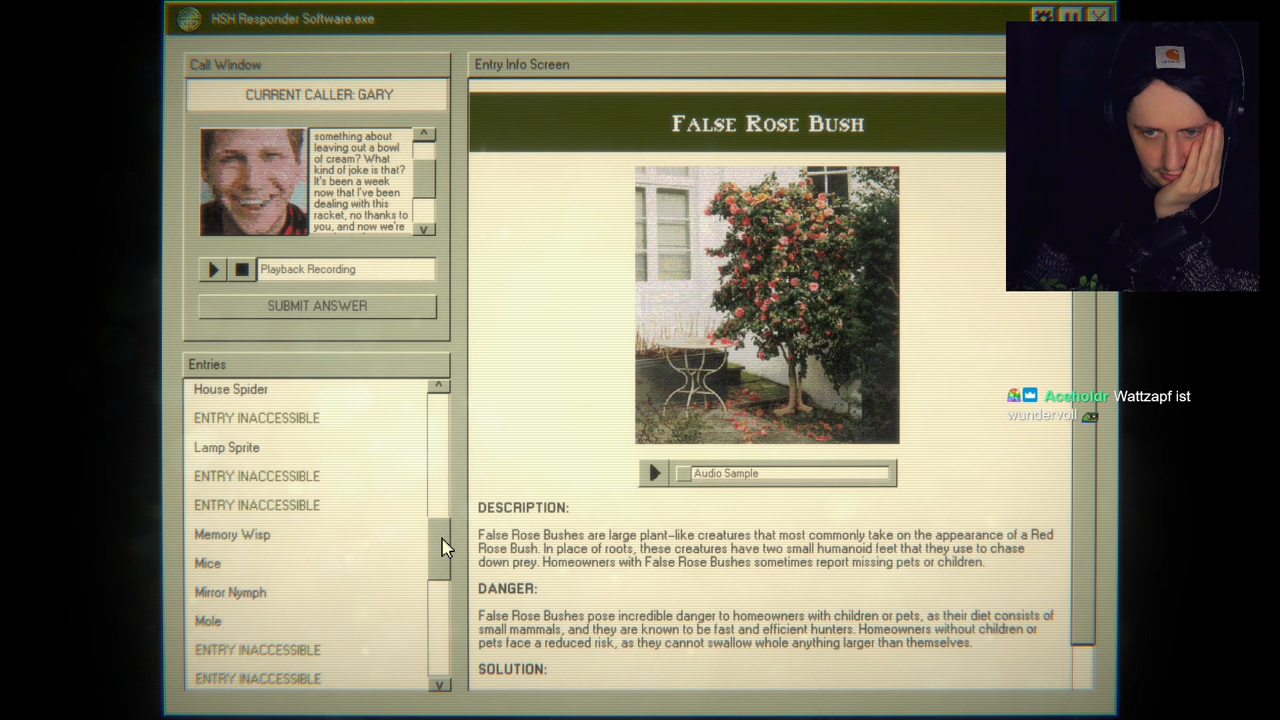 HSH Responder Software.exe
Call Window
CURRENT CALLER: GARY
something about
leaving out a bowl
of cream? What
kind of joke is that?
It's been a week
now that I've been
dealing with this
racket, no thanks to
you, and now we're
Playback Recording
SUBMIT ANSWER
Entries
House Spider
ENTRY INACCESSIBLE
Lamp Sprite
ENTRY INACCESSIBLE
ENTRY INACCESSIBLE
Memory Wisp
Mice
Mirror Nymph
Mole
ENTRY INACCESSIBLE
ENTRY INACCESSIBLE
Entry Info Screen
FALSE ROSE BUSH
Audio Sample
DESCRIPTION:
False Rose Bushes are large plant-like creatures that most commonly take on the appearance of a Red
Rose Bush. In place of roots, these creatures have two small humanoid feet that they use to chase
down prey. Homeowners with False Rose Bushes sometimes report missing pets or children.
DANGER:
False Rose Bushes pose incredible danger to homeowners with children or pets, as their diet consists of
small mammals, and they are known to be fast and efficient hunters. Homeowners without children or
pets face a reduced risk, as they cannot swallow whole anything larger than themselves.
SOLUTION:
Aceholdr Wattzapf ist
wundervoll